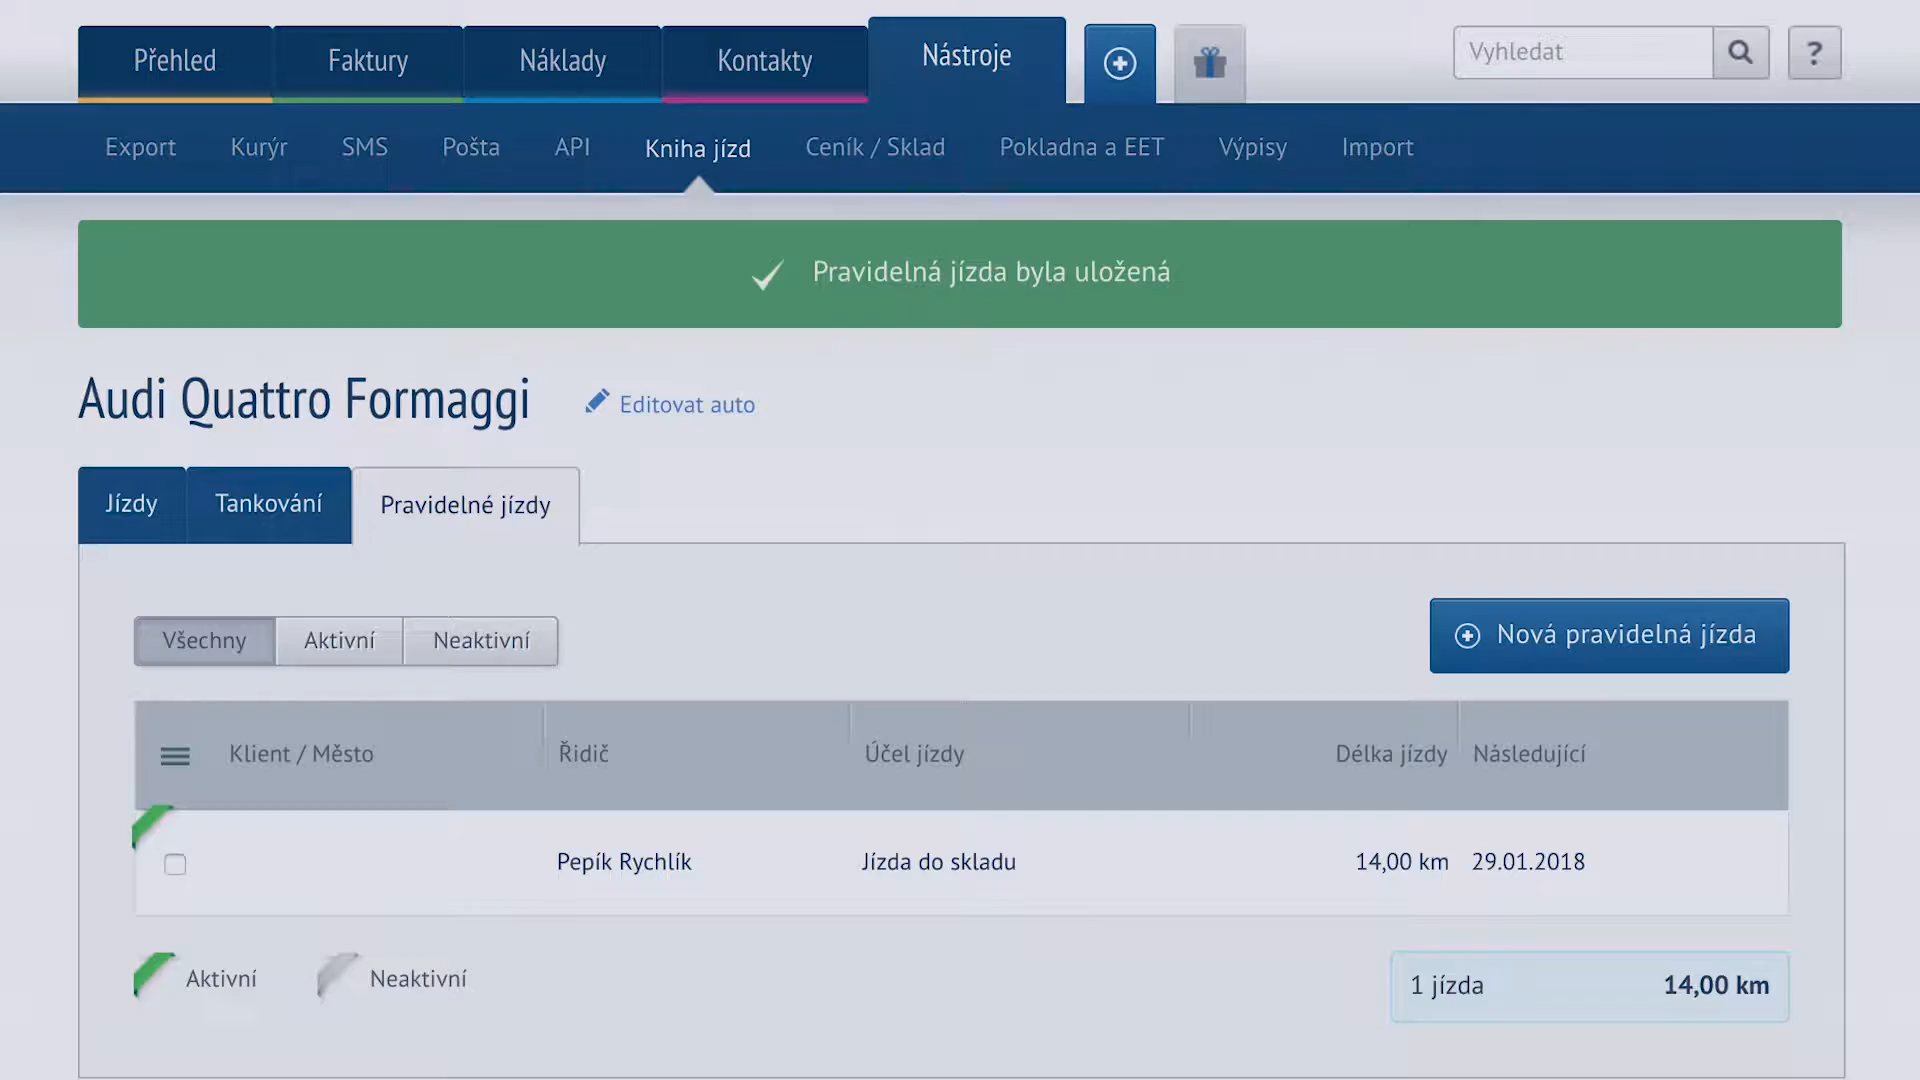 Přehled Faktury Náklady Kontakty Nástroje Vyhledat ?
Export Kurýr SMS Pošta API Kniha jízd Ceník / Sklad Pokladna a EET Výpisy Import
Pravidelná jízda byla uložená
Audi Quattro Formaggi Editovat auto
Jízdy Tankování Pravidelné jízdy
Všechny Aktivní Neaktivní Nová pravidelná jízda
Klient / Město Řidič Účel jízdy Délka jízdy Následující
Pepík Rychlík Jízda do skladu 14,00 km 29.01.2018
Aktivní Neaktivní 1 jízda 14,00 km